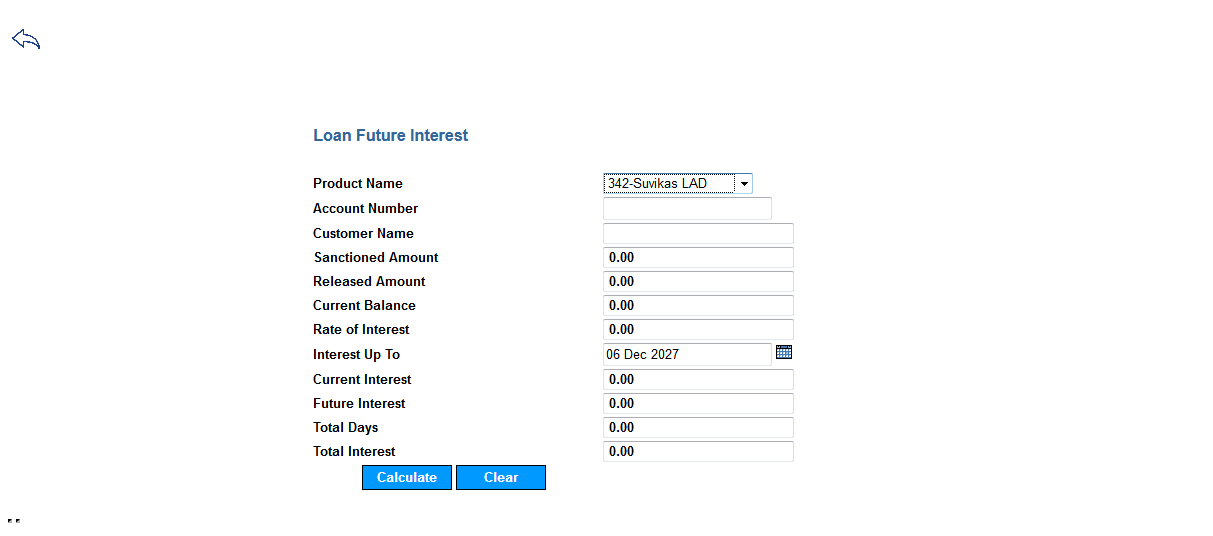 Loan Future Interest
Product Name 342-Suvikas LAD
Account Number
Customer Name
Sanctioned Amount 0.00
Released Amount 0.00
Current Balance 0.00
Rate of Interest 0.00
Interest Up To 06 Dec 2027
Current Interest 0.00
Future Interest 0.00
Total Days 0.00
Total Interest 0.00
Calculate Clear